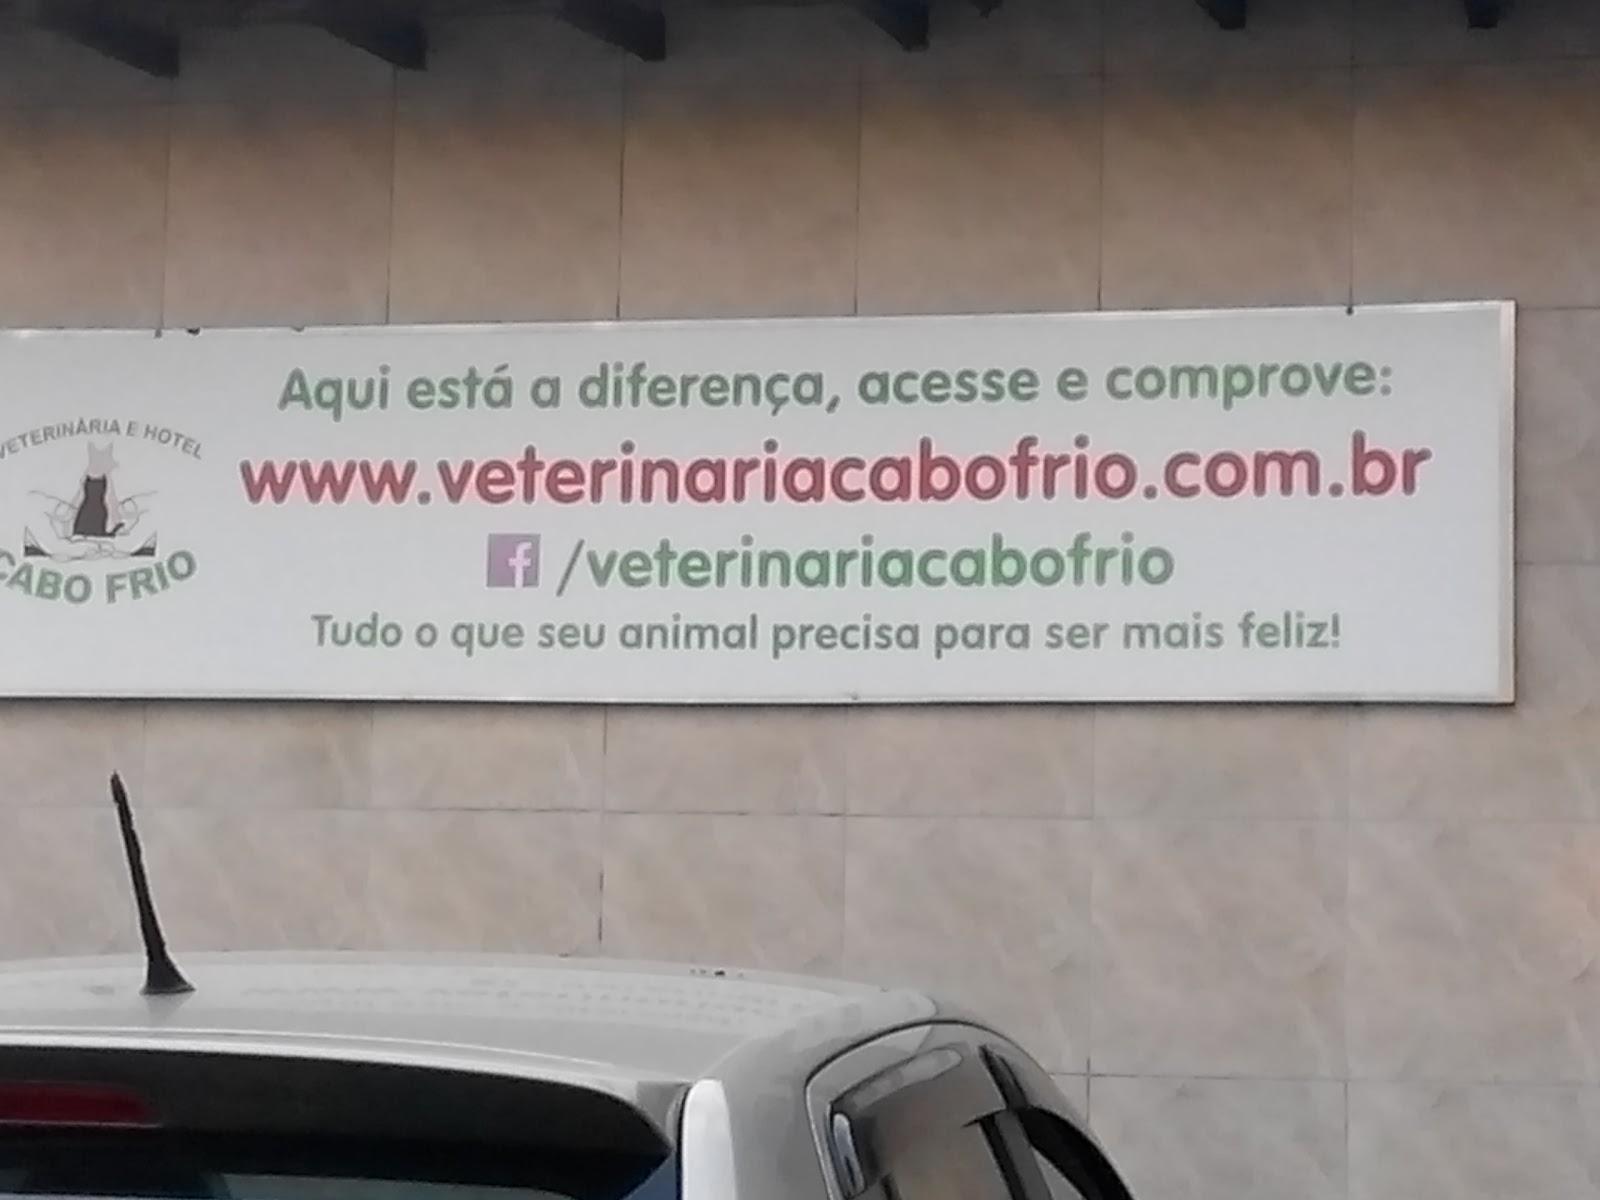 VETERINÁRIA E HOTEL
CABO FRIO
Aqui está a diferença, acesse e comprove:
www.veterinariacabofrio.com.br
f /veterinariacabofrio
Tudo o que seu animal precisa para ser mais feliz!